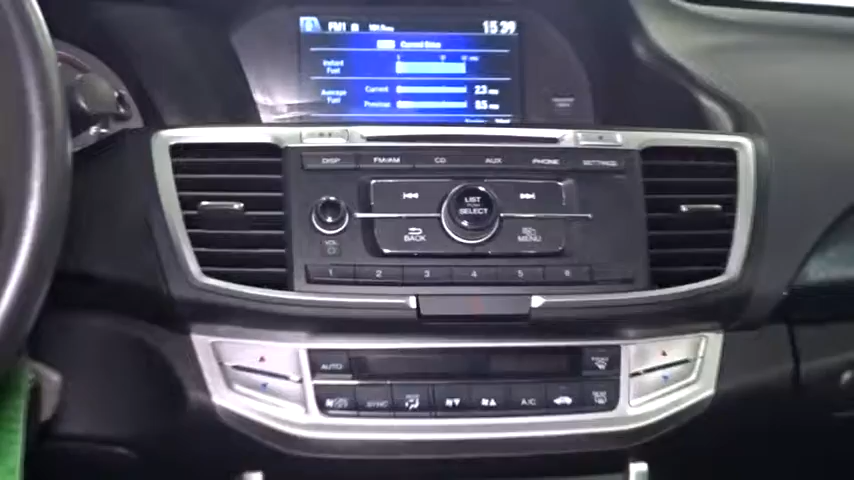 FM1
15:39
Current Drive
Instant
Fuel
Average
Fuel
Current
Previous
DISP FM/AM CD AUX PHONE SETTINGS
LIST
SELECT
BACK
MENU
VOL
1 2 3 4 5 6
AUTO
SYNC
A/C